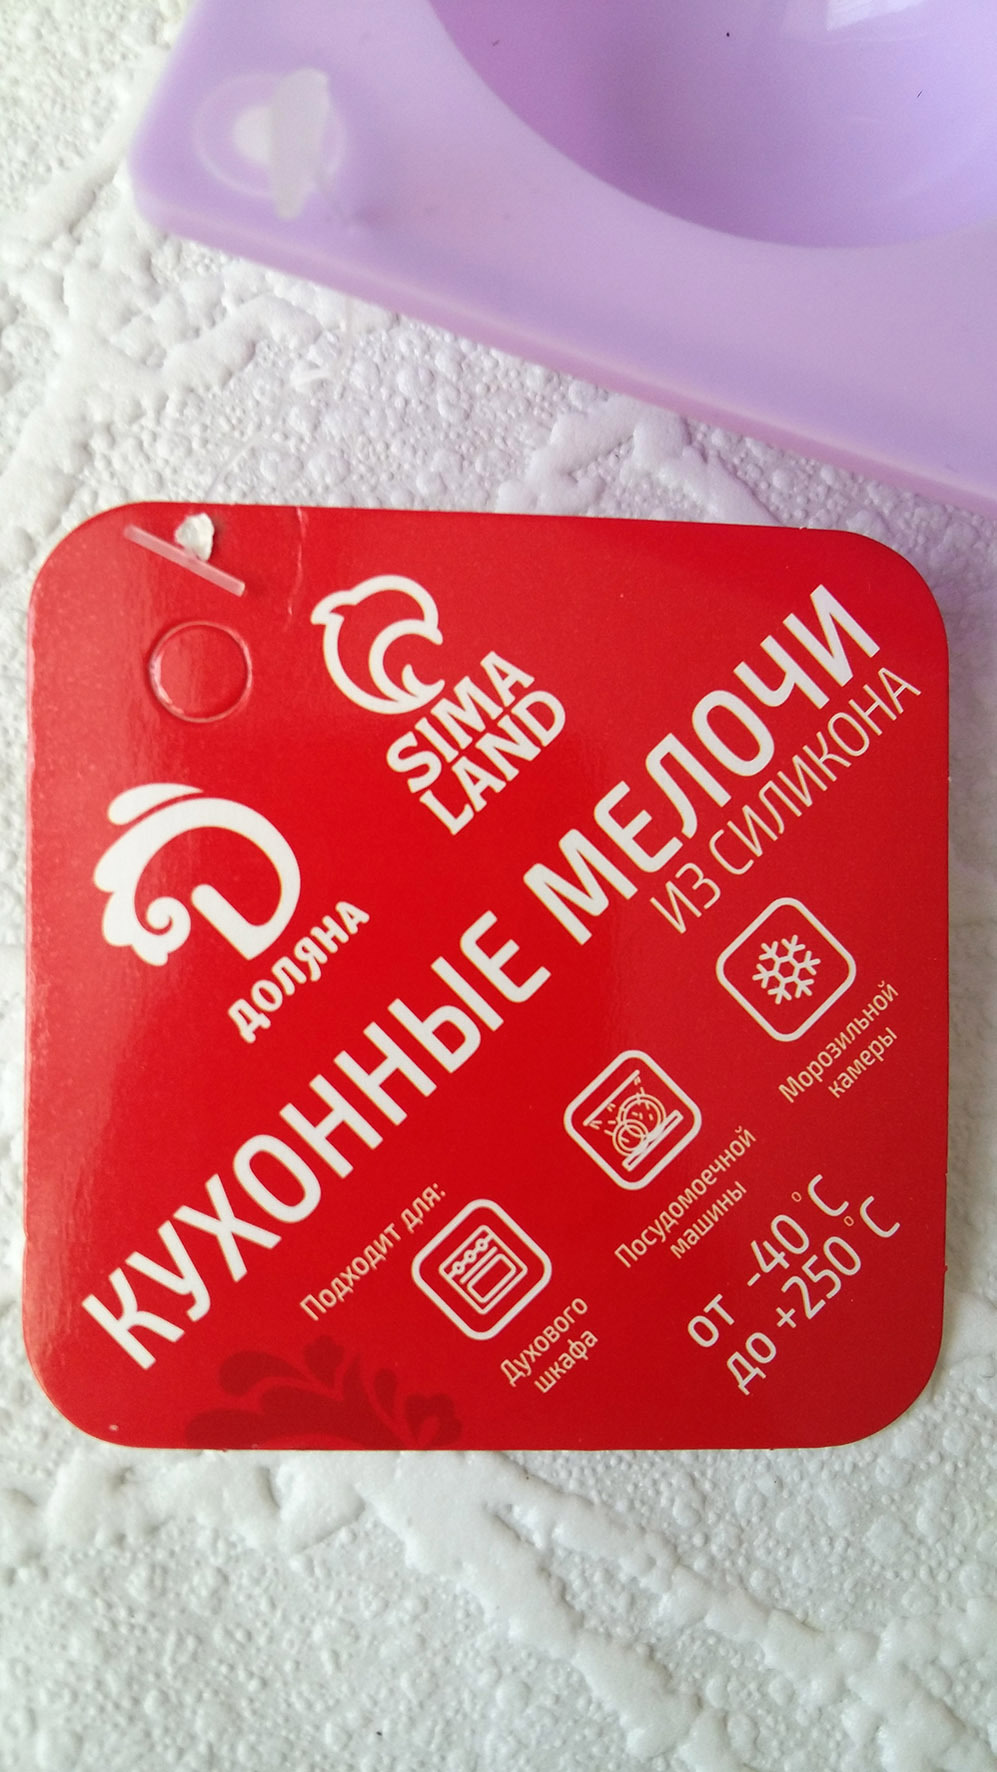 SIMA
LAND
ДОЛЯНА
КУХОННЫЕ МЕЛОЧИ
ИЗ СИЛИКОНА
Подходит для:
Духового
шкафа
Посудомоечной
машины
Морозильной
камеры
от -40°C
до +250°C